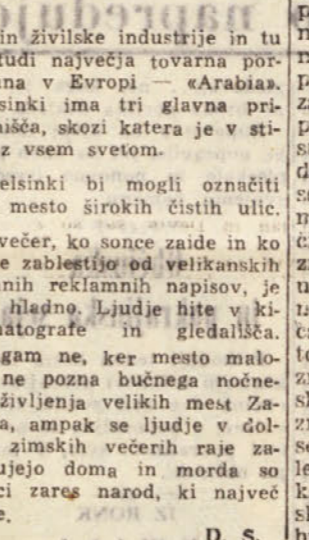 in živilske industrije in tu
tudi največja tovarna por-
na v Evropi — «Arabia».
sinki ima tri glavna pri-
nišča, skozi katera je v sti-
z vsem svetom.
elsinki bi mogli označiti
mesto širokih čistih ulic.
večer, ko sonce zaide in ko
e zablestijo od velikanskih
nih reklamnih napisov, je
hladno. Ljudje hite v ki-
matografe in gledališča.
gam ne, ker mesto malo-
ne pozna bučnega nočne-
življenja velikih mest Za-
a, ampak se ljudje v dol-
zimskih večerih raje za-
ujejo doma in morda so
ci zares narod, ki največ
e.
D. S.